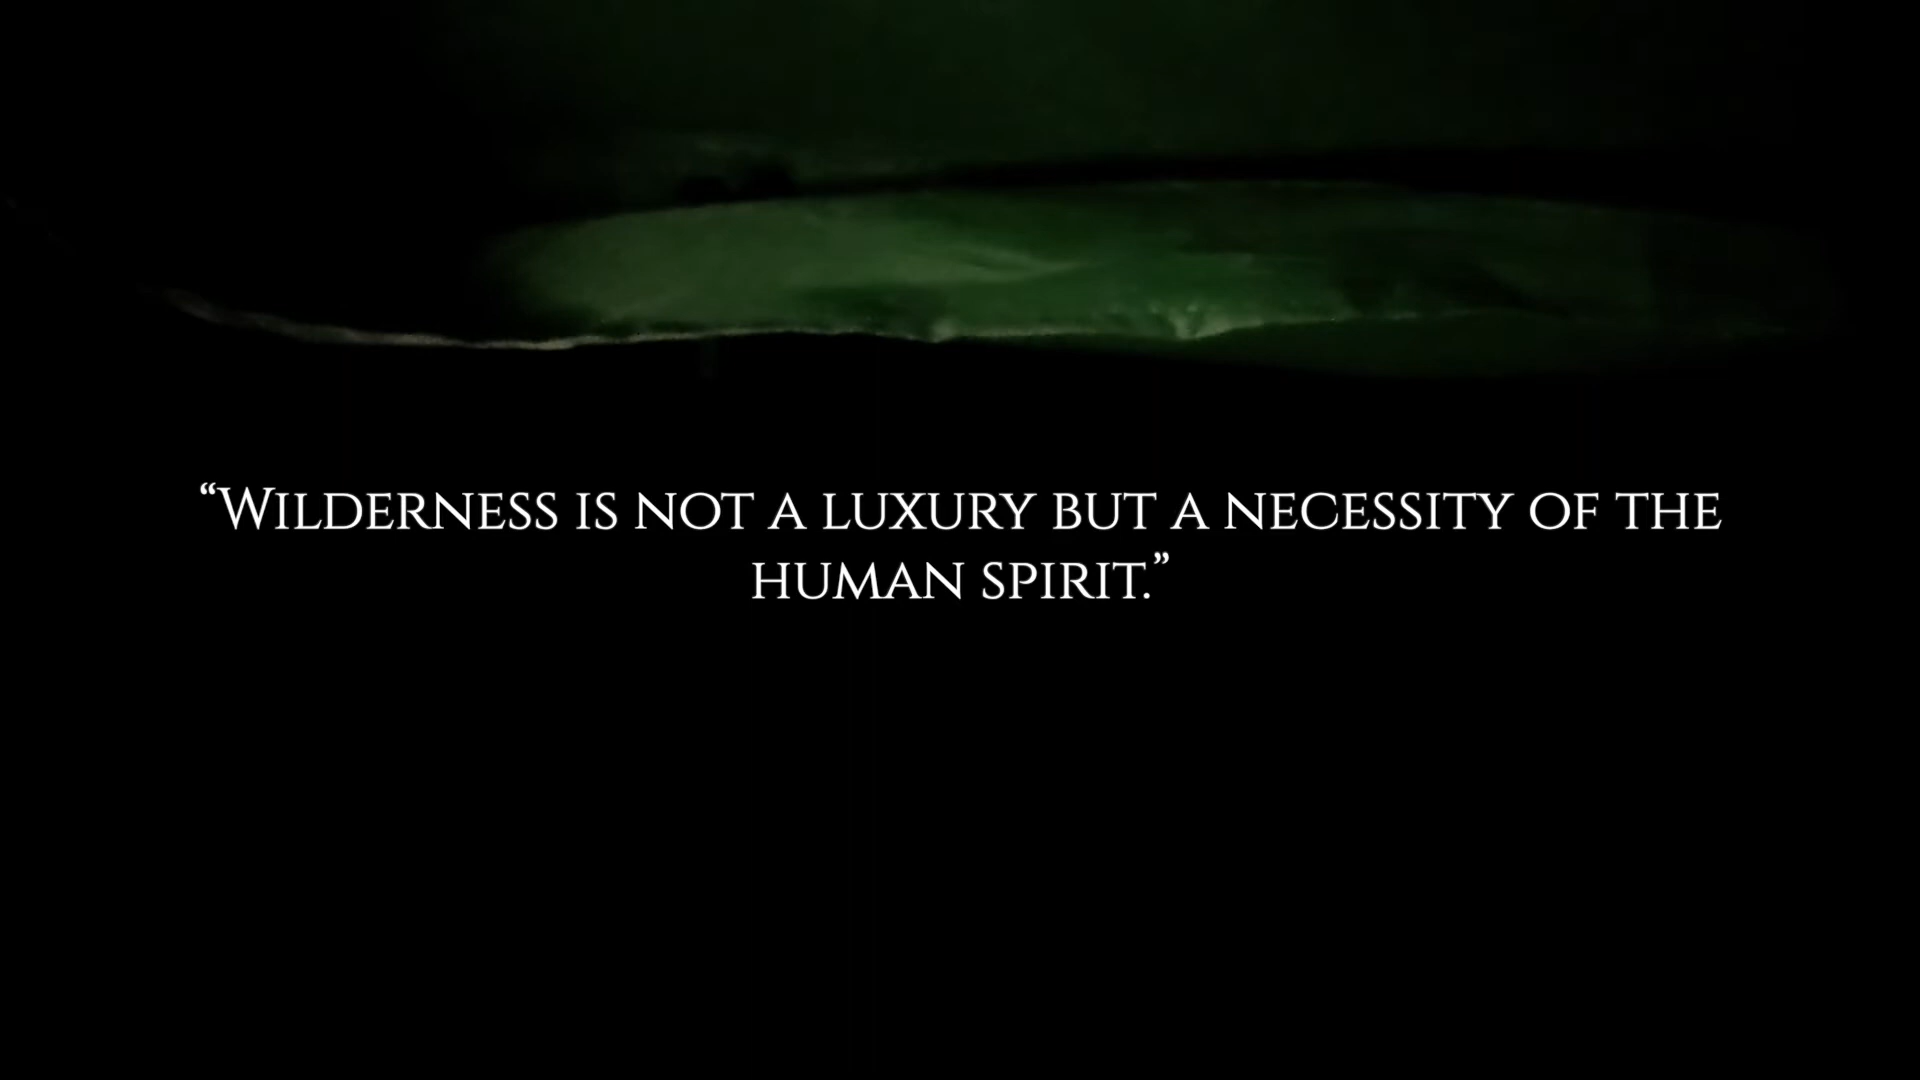 “Wilderness is not a luxury but a necessity of the
human spirit.”